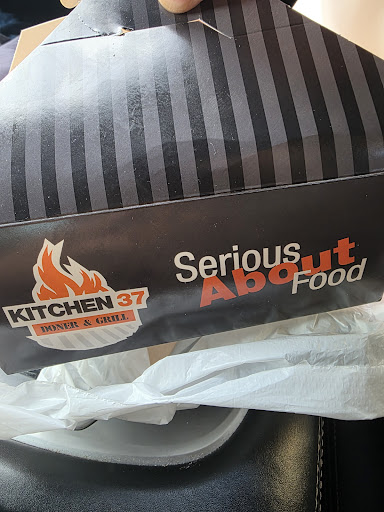 KITCHEN 37
DONER & GRILL
Serious
About
Food